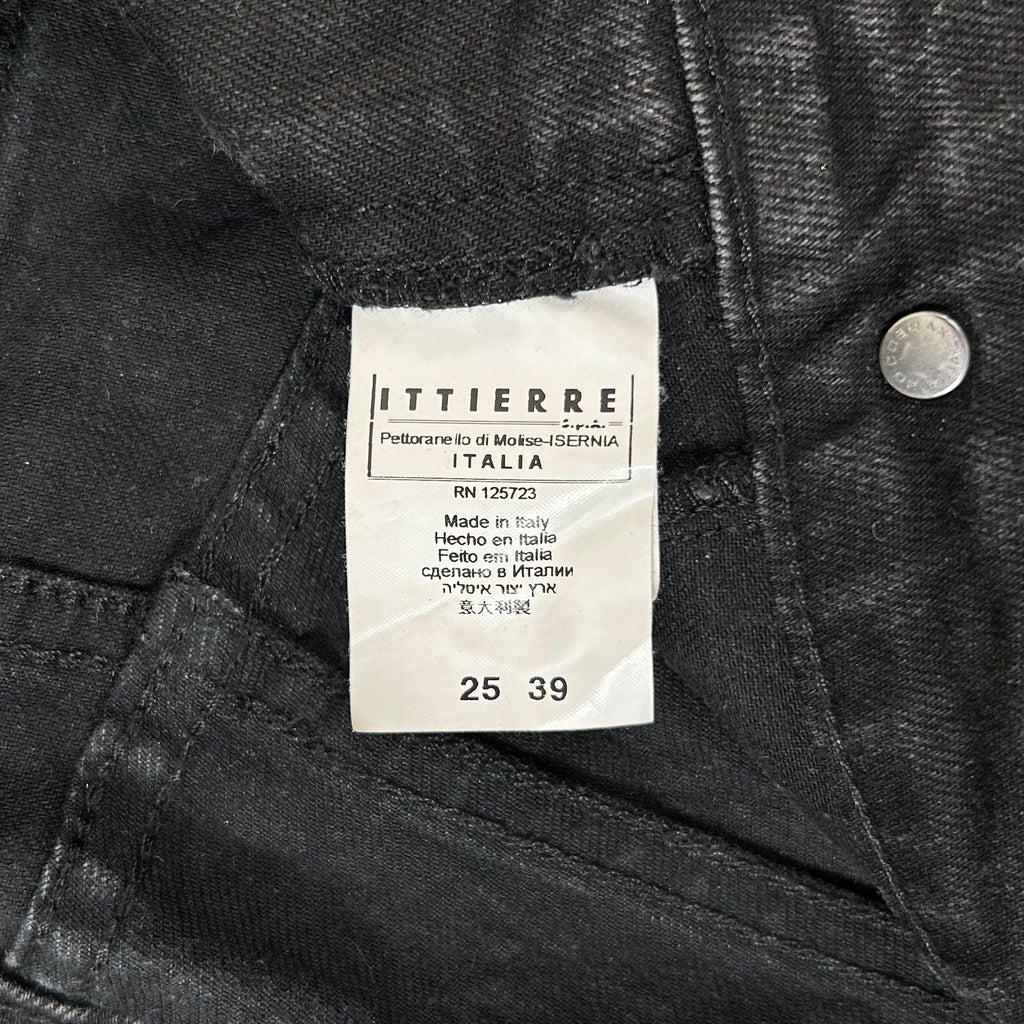 ITTIERRE
S.p.A.
Pettoranello di Molise-ISERNIA
ITALIA
RN 125723
Made in Italy
Hecho en Italia
Feito em Italia
сделано в Италии
ארץ יצור איטליה
意大利製
25 39